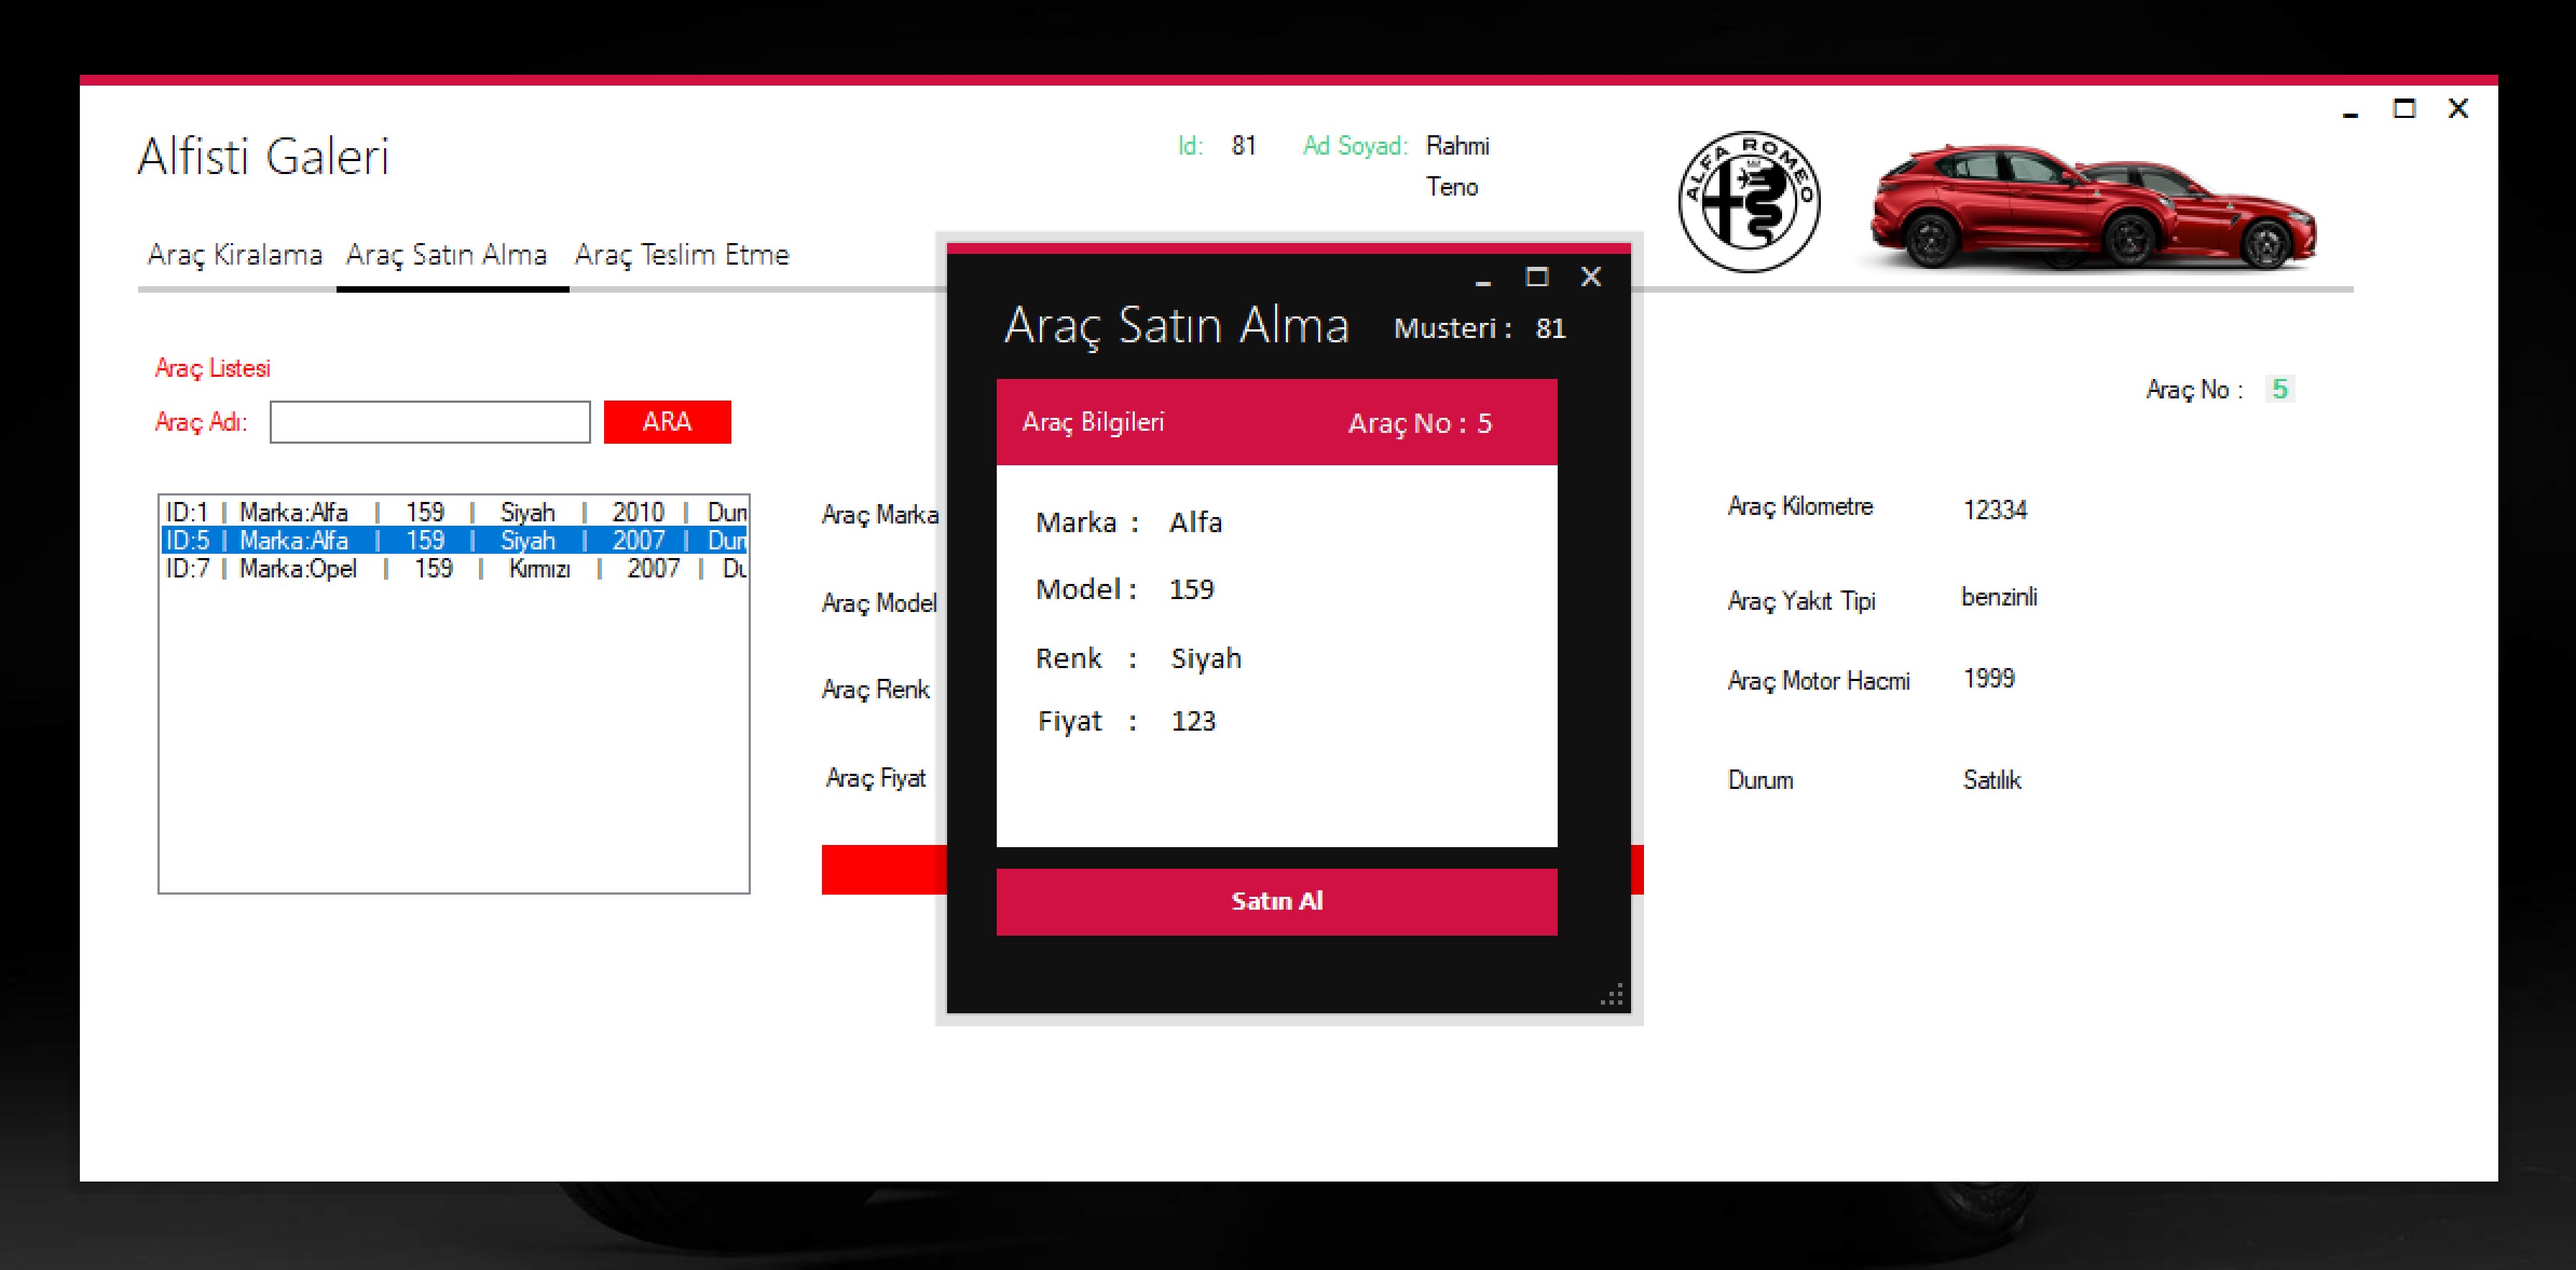 Alfisti Galeri
Id: 81 Ad Soyad: Rahmi
Teno
ALFA ROMEO
Araç Kiralama Araç Satın Alma Araç Teslim Etme
Araç Satın Alma Musteri : 81
Araç Listesi
Araç Adı: ARA
Araç No : 5
Araç Bilgileri Araç No : 5
ID:1 | Marka:Alfa | 159 | Siyah | 2010 |
ID:5 | Marka:Alfa | 159 | Siyah | 2007 |
ID:7 | Marka:Opel | 159 | Kırmızı | 2007 |
Araç Marka
Araç Model
Araç Renk
Araç Fiyat
Marka : Alfa
Model : 159
Renk : Siyah
Fiyat : 123
Satın Al
Araç Kilometre 12334
Araç Yakıt Tipi benzinli
Araç Motor Hacmi 1999
Durum Satılık